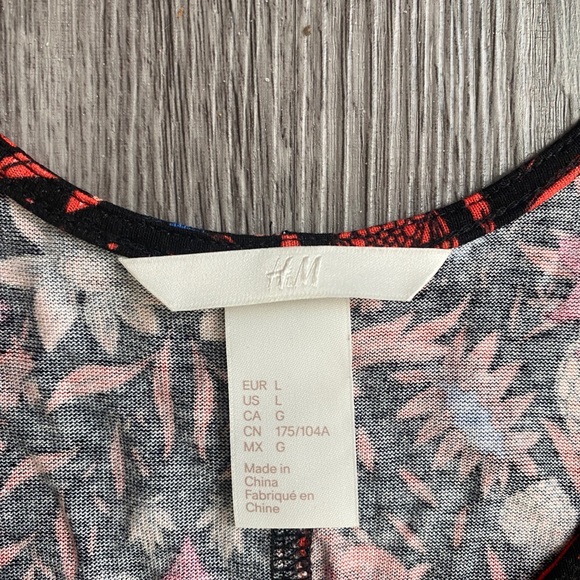 H&M
EUR L
US L
CA G
CN 175/104A
MX G
Made in
China
Fabriqué en
Chine